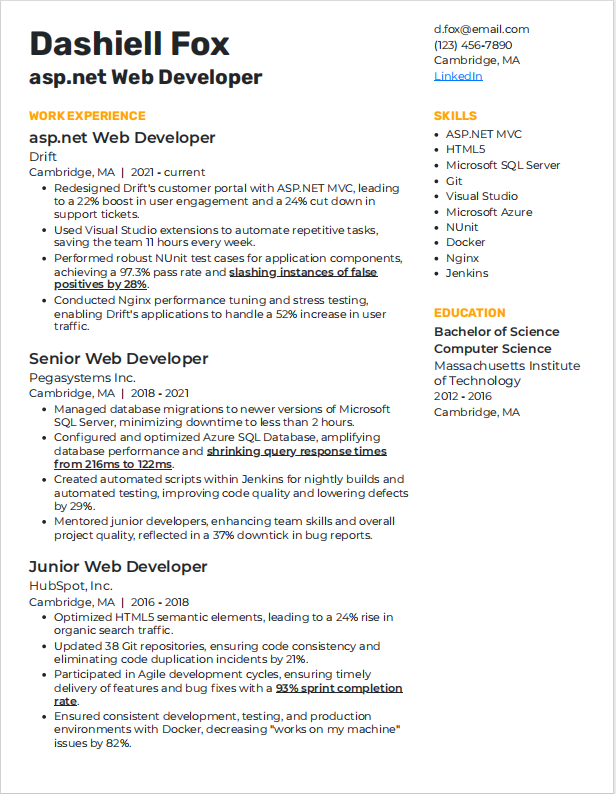 Dashiell Fox
asp.net Web Developer
WORK EXPERIENCE
asp.net Web Developer
Drift
Cambridge, MA | 2021 - current
• Redesigned Drift's customer portal with ASP.NET MVC, leading
to a 22% boost in user engagement and a 24% cut down in
support tickets.
• Used Visual Studio extensions to automate repetitive tasks,
saving the team 11 hours every week.
• Performed robust NUnit test cases for application components,
achieving a 97.3% pass rate and slashing instances of false
positives by 28%.
• Conducted Nginx performance tuning and stress testing,
enabling Drift's applications to handle a 52% increase in user
traffic.
Senior Web Developer
Pegasystems Inc.
Cambridge, MA | 2018 - 2021
• Managed database migrations to newer versions of Microsoft
SQL Server, minimizing downtime to less than 2 hours.
• Configured and optimized Azure SQL Database, amplifying
database performance and shrinking query response times
from 216ms to 122ms.
• Created automated scripts within Jenkins for nightly builds and
automated testing, improving code quality and lowering defects
by 29%.
• Mentored junior developers, enhancing team skills and overall
project quality, reflected in a 37% downtick in bug reports.
Junior Web Developer
HubSpot, Inc.
Cambridge, MA | 2016 - 2018
• Optimized HTML5 semantic elements, leading to a 24% rise in
organic search traffic.
• Updated 38 Git repositories, ensuring code consistency and
eliminating code duplication incidents by 21%.
• Participated in Agile development cycles, ensuring timely
delivery of features and bug fixes with a 93% sprint completion
rate.
• Ensured consistent development, testing, and production
environments with Docker, decreasing "works on my machine"
issues by 82%.
d.fox@email.com
(123) 456-7890
Cambridge, MA
LinkedIn
SKILLS
• ASP.NET MVC
• HTML5
• Microsoft SQL Server
• Git
• Visual Studio
• Microsoft Azure
• NUnit
• Docker
• Nginx
• Jenkins
EDUCATION
Bachelor of Science
Computer Science
Massachusetts Institute
of Technology
2012 - 2016
Cambridge, MA